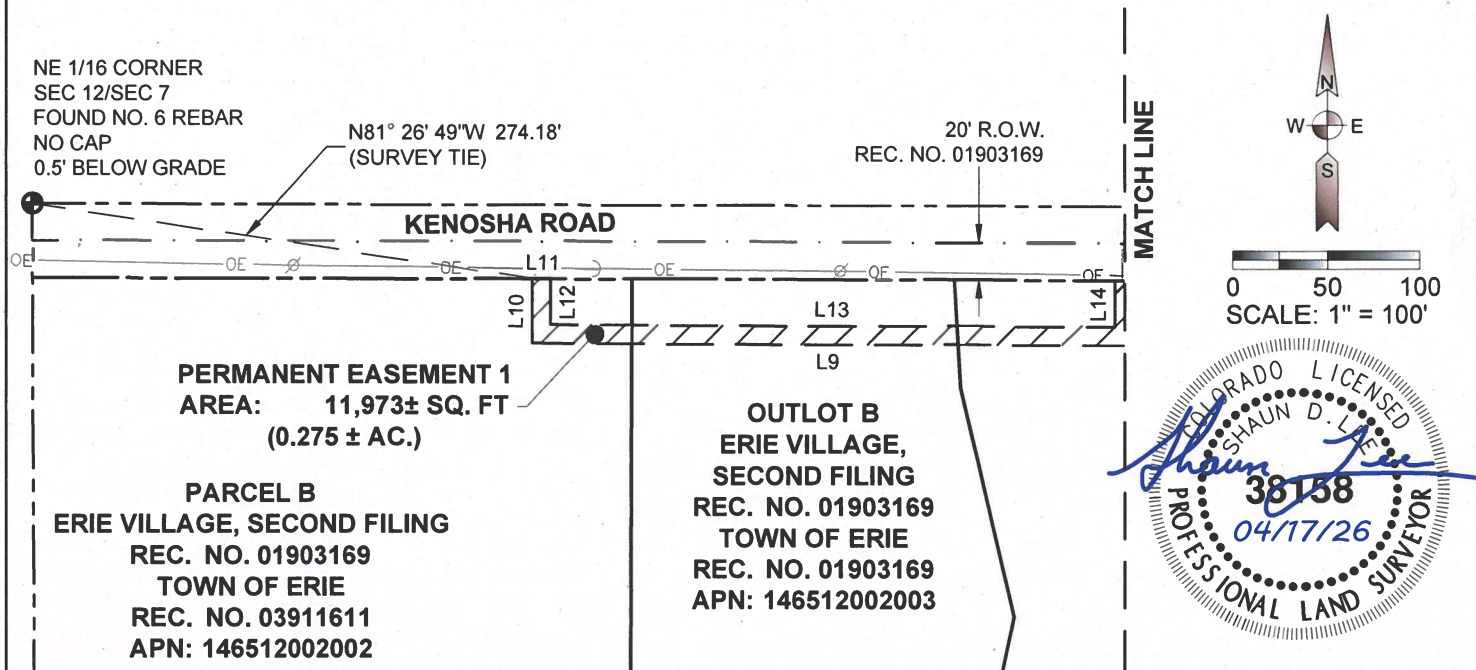 NE 1/16 CORNER
SEC 12/SEC 7
FOUND NO. 6 REBAR
NO CAP
0.5' BELOW GRADE
N81° 26' 49"W 274.18'
(SURVEY TIE)
20' R.O.W.
REC. NO. 01903169
MATCH LINE
N
W E
S
0 50 100
SCALE: 1" = 100'
KENOSHA ROAD
OE OE OE OE OE OE
L11
L10
L12
L13
L14
L9
PERMANENT EASEMENT 1
AREA: 11,973± SQ. FT
(0.275 ± AC.)
PARCEL B
ERIE VILLAGE, SECOND FILING
REC. NO. 01903169
TOWN OF ERIE
REC. NO. 03911611
APN: 146512002002
OUTLOT B
ERIE VILLAGE,
SECOND FILING
REC. NO. 01903169
TOWN OF ERIE
REC. NO. 01903169
APN: 146512002003
COLORADO LICENSED
SHAUN D. LEE
Shaun Lee
38158
04/17/26
PROFESSIONAL LAND SURVEYOR